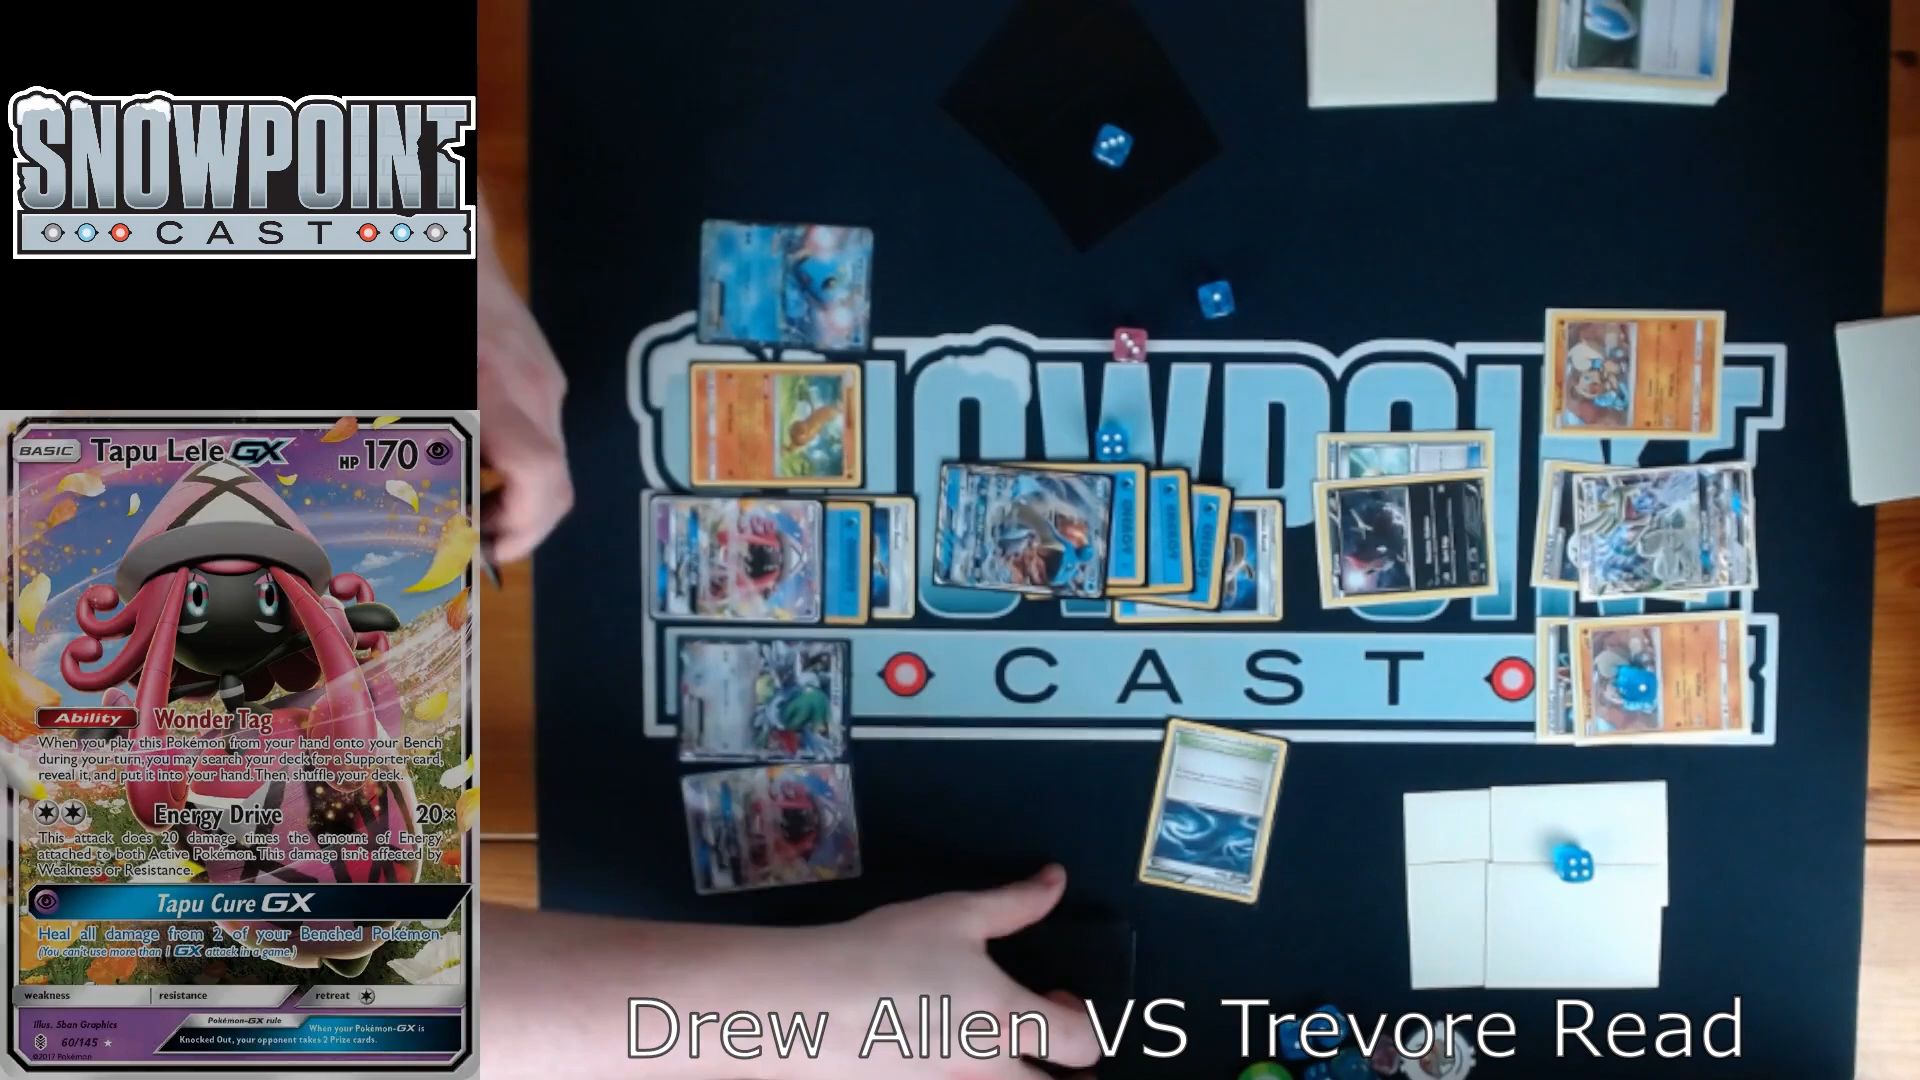 SNOWPOINT
CAST
BASIC Tapu Lele GX HP 170
Ability Wonder Tag
When you play this Pokémon from your hand onto your Bench
during your turn, you may search your deck for a Supporter card,
reveal it, and put it into your hand. Then, shuffle your deck.
Energy Drive 20×
This attack does 20 damage times the amount of Energy
attached to both Active Pokémon. This damage isn't affected by
Weakness or Resistance.
Tapu Cure GX
Heal all damage from 2 of your Benched Pokémon.
(You can't use more than 1 GX attack in a game.)
weakness resistance retreat
Illus. 5ban Graphics
60/145
©2017 Pokémon
Pokémon-GX rule
When your Pokémon-GX is
Knocked Out, your opponent takes 2 Prize cards.
ENERGY
ENERGY
ENERGY
CAST
Drew Allen VS Trevore Read